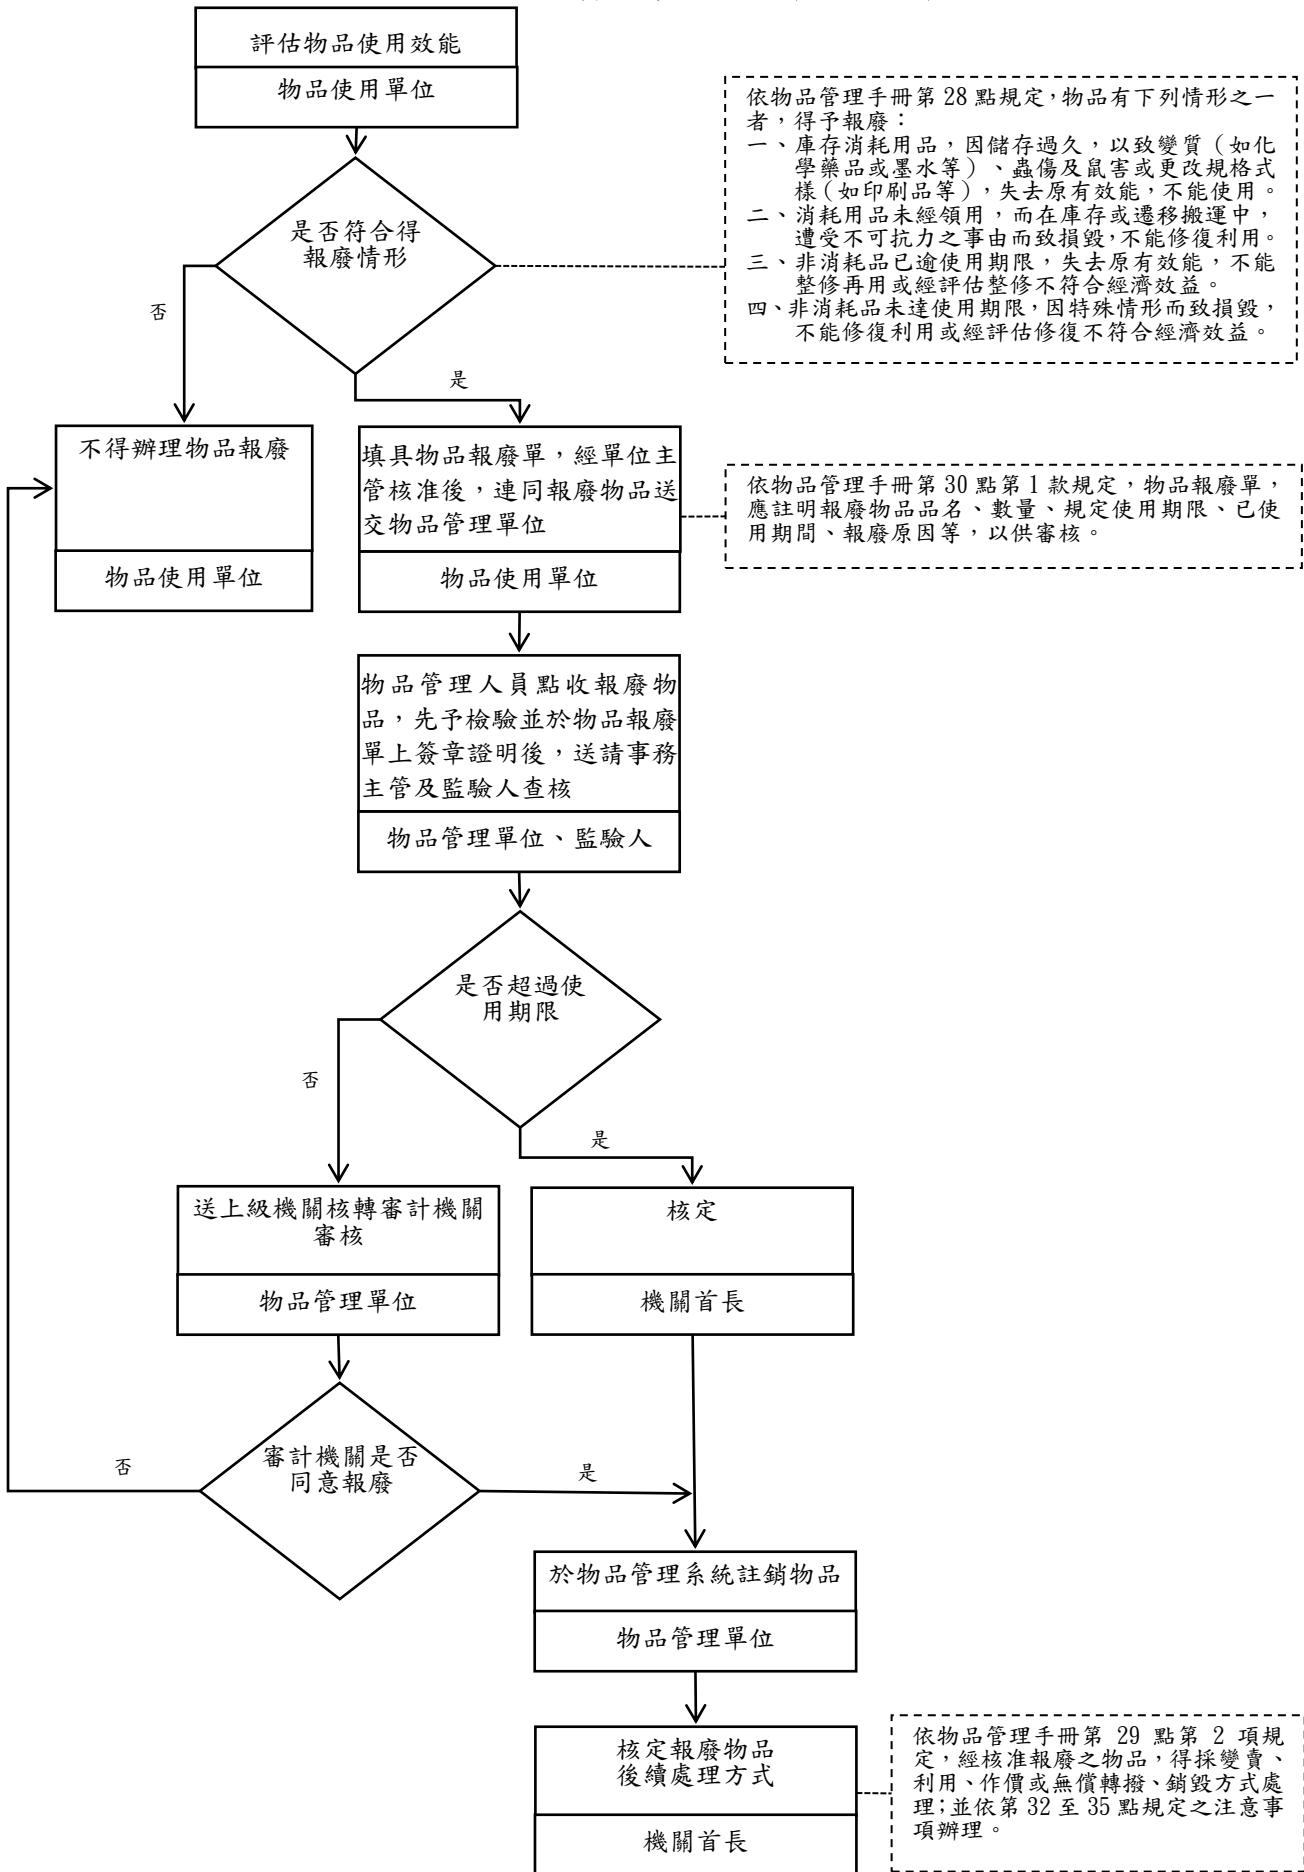 評估物品使用效能
物品使用單位
依物品管理手冊第 28 點規定，物品有下列情形之一
者，得予報廢：
一、庫存消耗用品，因儲存過久，以致變質（如化
學藥品或墨水等）、蟲傷及鼠害或更改規格式
樣（如印刷品等），失去原有效能，不能使用。
二、消耗用品未經領用，而在庫存或遷移搬運中，
遭受不可抗力之事由而致損毀，不能修復利用。
三、非消耗品已逾使用期限，失去原有效能，不能
整修再用或經評估整修不符合經濟效益。
四、非消耗品未達使用期限，因特殊情形而致損毀，
不能修復利用或經評估修復不符合經濟效益。
是否符合得
報廢情形
否
是
不得辦理物品報廢
物品使用單位
填具物品報廢單，經單位主
管核准後，連同報廢物品送
交物品管理單位
物品使用單位
依物品管理手冊第 30 點第 1 款規定，物品報廢單，
應註明報廢物品品名、數量、規定使用期限、已使
用期間、報廢原因等，以供審核。
物品管理人員點收報廢物
品，先予檢驗並於物品報廢
單上簽章證明後，送請事務
主管及監驗人查核
物品管理單位、監驗人
是否超過使
用期限
否
是
送上級機關核轉審計機關
審核
物品管理單位
核定
機關首長
審計機關是否
同意報廢
否
是
於物品管理系統註銷物品
物品管理單位
核定報廢物品
後續處理方式
機關首長
依物品管理手冊第 29 點第 2 項規
定，經核准報廢之物品，得採變賣、
利用、作價或無償轉撥、銷毀方式處
理；並依第 32 至 35 點規定之注意事
項辦理。